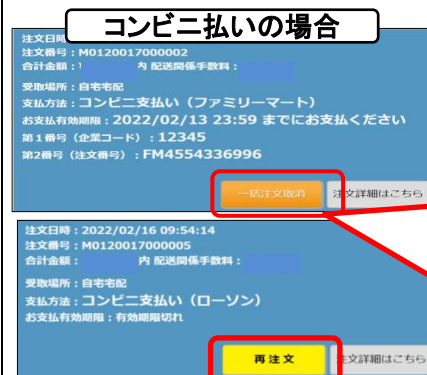 コンビニ払いの場合
注文日時
注文番号：M0120017000002
合計金額： 内 配送関係手数料：
受取場所：自宅宅配
支払方法：コンビニ支払い（ファミリーマート）
お支払有効期限：2022/02/13 23:59 までにお支払ください
第1番号（企業コード）：12345
第2番号（注文番号）：FM4554336996
一括注文取消 注文詳細はこちら
注文日時：2022/02/16 09:54:14
注文番号：M0120017000005
合計金額： 内 配送関係手数料：
受取場所：自宅宅配
支払方法：コンビニ支払い（ローソン）
お支払有効期限：有効期限切れ
再注文 注文詳細はこちら